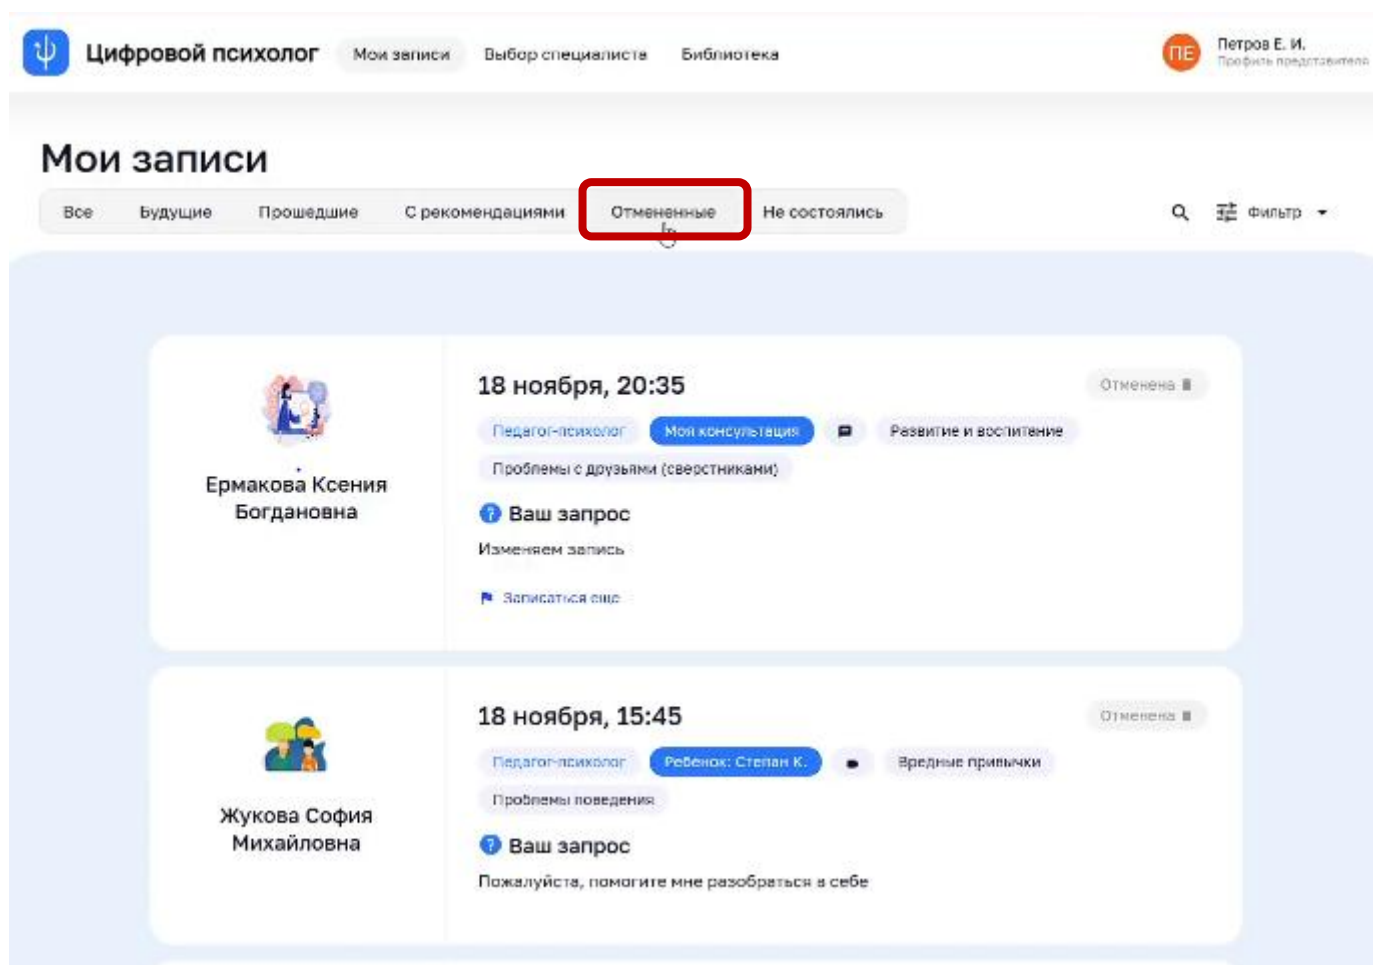 Цифровой психолог Мои записи Выбор специалиста Библиотека
Петров Е. И.
Профиль представителя
Мои записи
Все Будущие Прошедшие С рекомендациями Отмененные Не состоялись Фильтр
Ермакова Ксения
Богдановна
18 ноября, 20:35
Отменена
Педагог-психолог Моя консультация Развитие и воспитание
Проблемы с друзьями (сверстниками)
Ваш запрос
Изменяем запись
Записаться еще
Жукова София
Михайловна
18 ноября, 15:45
Отменена
Педагог-психолог Ребенок: Степан К. Вредные привычки
Проблемы поведения
Ваш запрос
Пожалуйста, помогите мне разобраться в себе